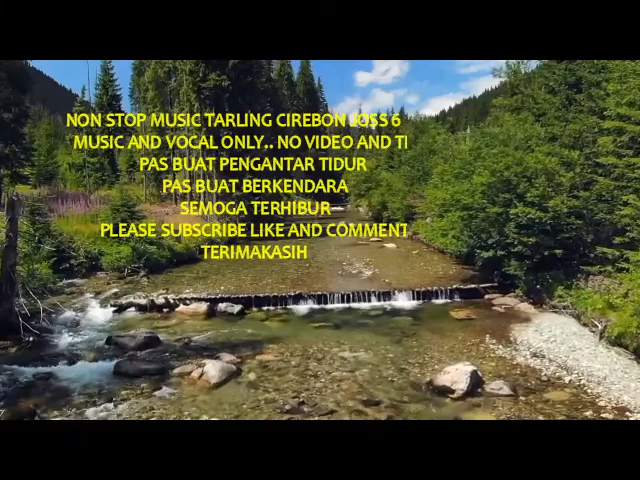 NON STOP MUSIC TARLING CIREBON JOSS 6
MUSIC AND VOCAL ONLY.. NO VIDEO AND TI
PAS BUAT PENGANTAR TIDUR
PAS BUAT BERKENDARA
SEMOGA TERHIBUR
PLEASE SUBSCRIBE LIKE AND COMMENT
TERIMAKASIH